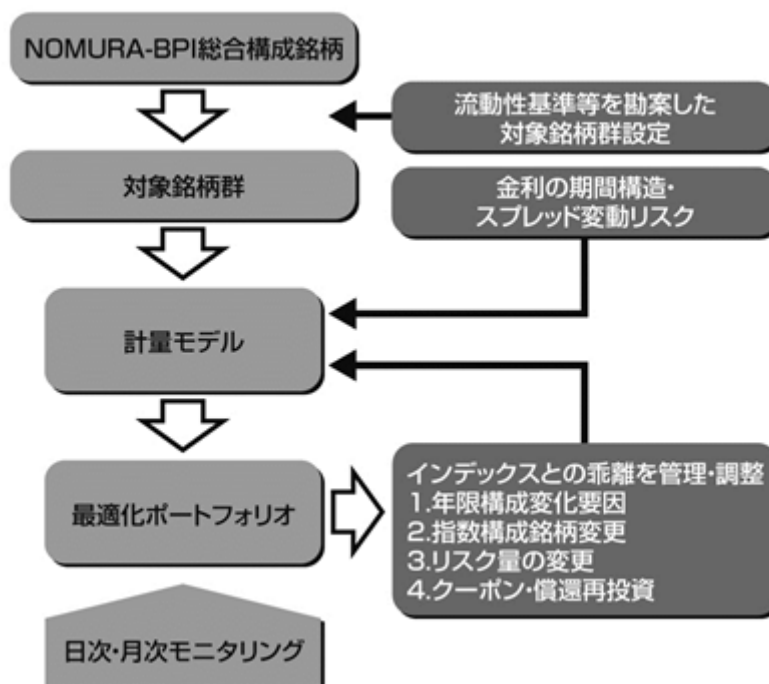 NOMURA-BPI総合構成銘柄
流動性基準等を勘案した
対象銘柄群設定
対象銘柄群
金利の期間構造・
スプレッド変動リスク
計量モデル
最適化ポートフォリオ
インデックスとの乖離を管理・調整
1.年限構成変化要因
2.指数構成銘柄変更
3.リスク量の変更
4.クーポン・償還再投資
日次・月次モニタリング